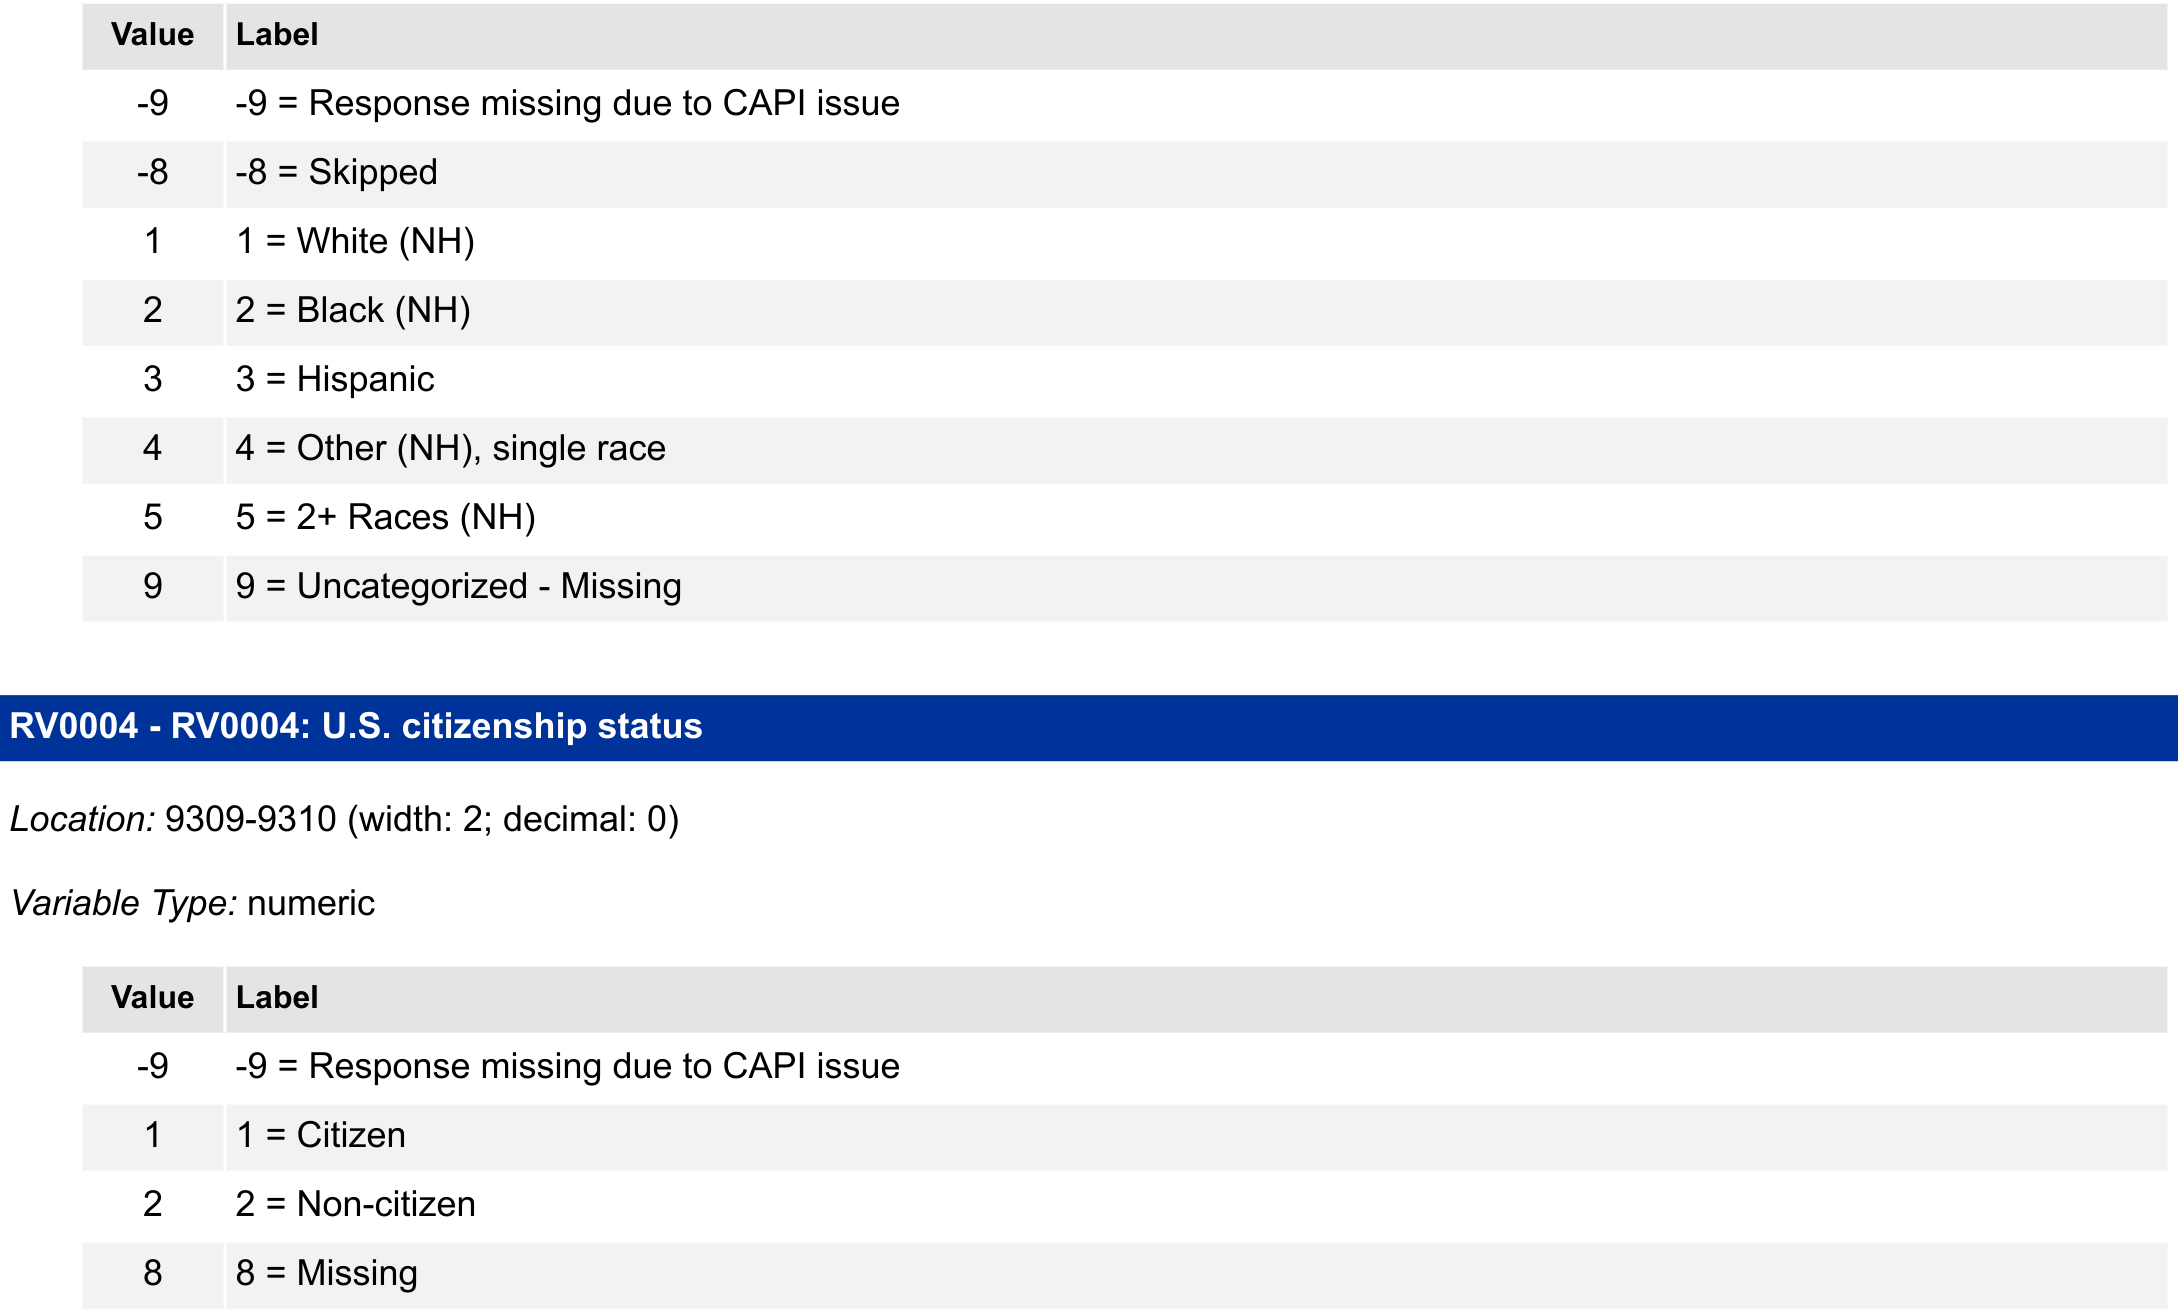 Value Label
-9 -9 = Response missing due to CAPI issue
-8 -8 = Skipped
1 1 = White (NH)
2 2 = Black (NH)
3 3 = Hispanic
4 4 = Other (NH), single race
5 5 = 2+ Races (NH)
9 9 = Uncategorized - Missing
RV0004 - RV0004: U.S. citizenship status
Location: 9309-9310 (width: 2; decimal: 0)
Variable Type: numeric
Value Label
-9 -9 = Response missing due to CAPI issue
1 1 = Citizen
2 2 = Non-citizen
8 8 = Missing